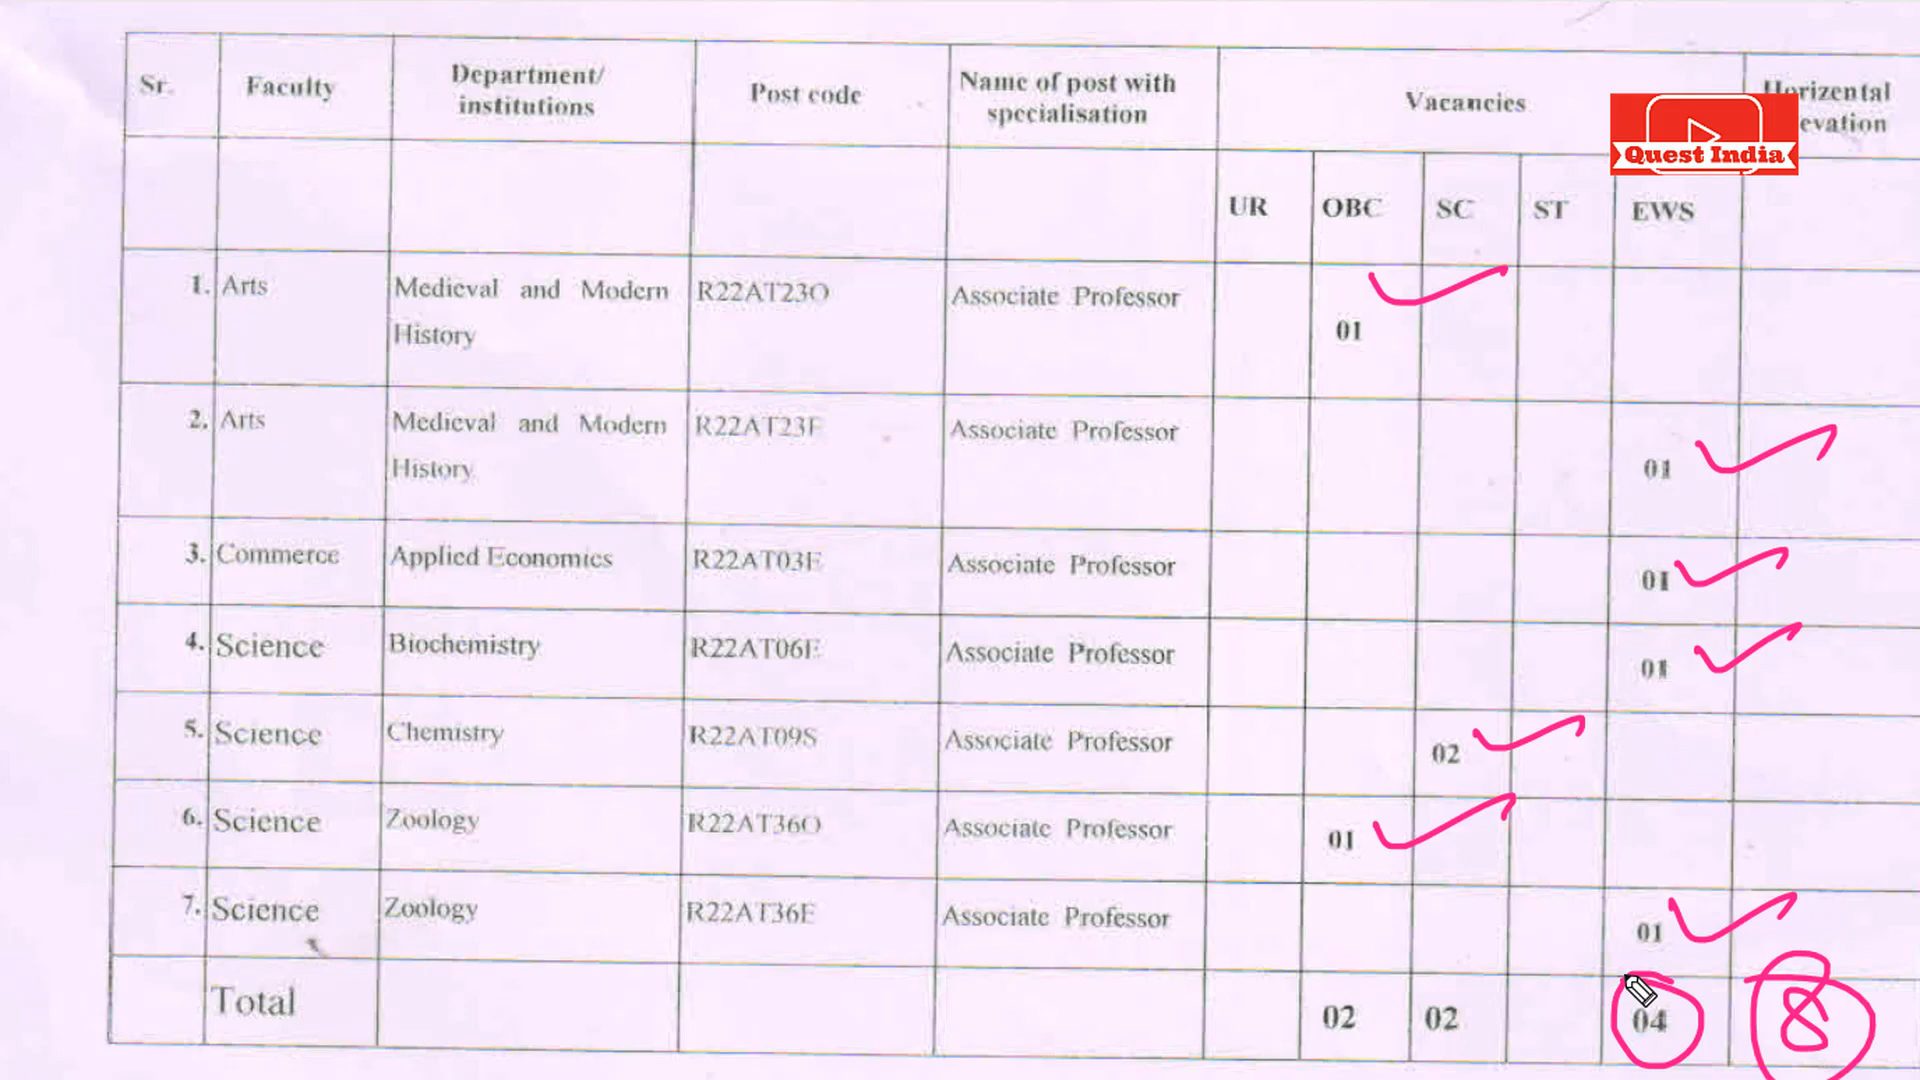 Sr. Faculty Department/ institutions Post code Name of post with specialisation Vacancies Horizental evation
Quest India
UR OBC SC ST EWS
1. Arts Medieval and Modern History R22AT23O Associate Professor 01
2. Arts Medieval and Modern History R22AT23E Associate Professor 01
3. Commerce Applied Economics R22AT03E Associate Professor 01
4. Science Biochemistry R22AT06E Associate Professor 01
5. Science Chemistry R22AT09S Associate Professor 02
6. Science Zoology R22AT36O Associate Professor 01
7. Science Zoology R22AT36E Associate Professor 01
Total 02 02 04 8